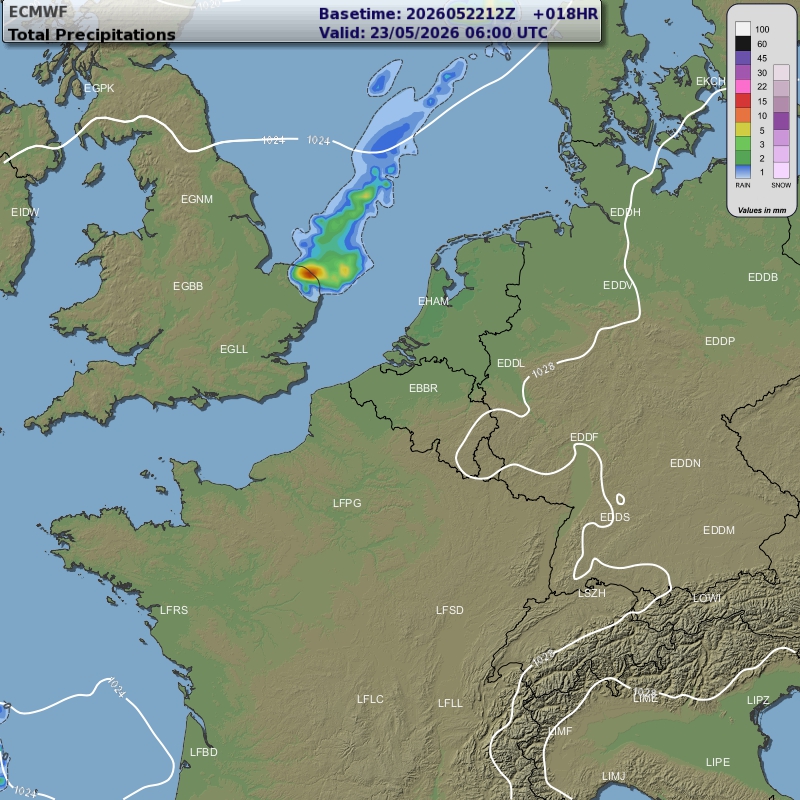 ECMWF
Basetime: 2026052212Z +018HR
Total Precipitations
Valid: 23/05/2026 06:00 UTC
100
60
45
30
22
15
10
5
3
2
1
RAIN SNOW
Values in mm
1020
EGPK
EKCH
1024
1024
EGNM
EIDW
EDDH
EGBB
EDDV
EDDB
EHAM
EGLL
EDDP
EDDL
1028
EBBR
EDDF
EDDN
LFPG
EDDS
EDDM
LSZH
LOWI
LFRS
LFSD
1028
1024
1028
LIML
LFLC
LFLL
LIPZ
LIMF
LFBD
LIPE
LIMJ
1024